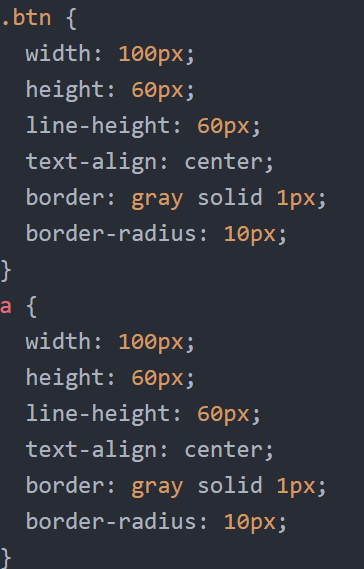 .btn {
  width: 100px;
  height: 60px;
  line-height: 60px;
  text-align: center;
  border: gray solid 1px;
  border-radius: 10px;
}
a {
  width: 100px;
  height: 60px;
  line-height: 60px;
  text-align: center;
  border: gray solid 1px;
  border-radius: 10px;
}